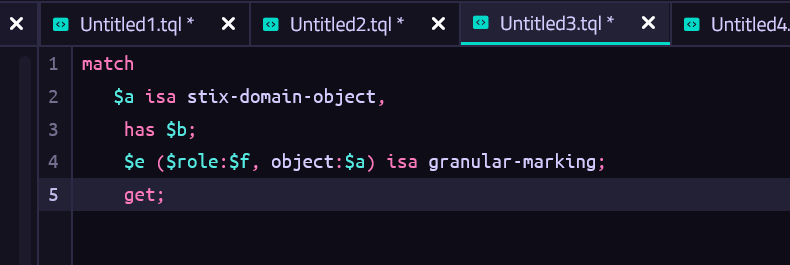 Untitled1.tql * Untitled2.tql * Untitled3.tql * Untitled4.
1 match
2 $a isa stix-domain-object,
3 has $b;
4 $e ($role:$f, object:$a) isa granular-marking;
5 get;